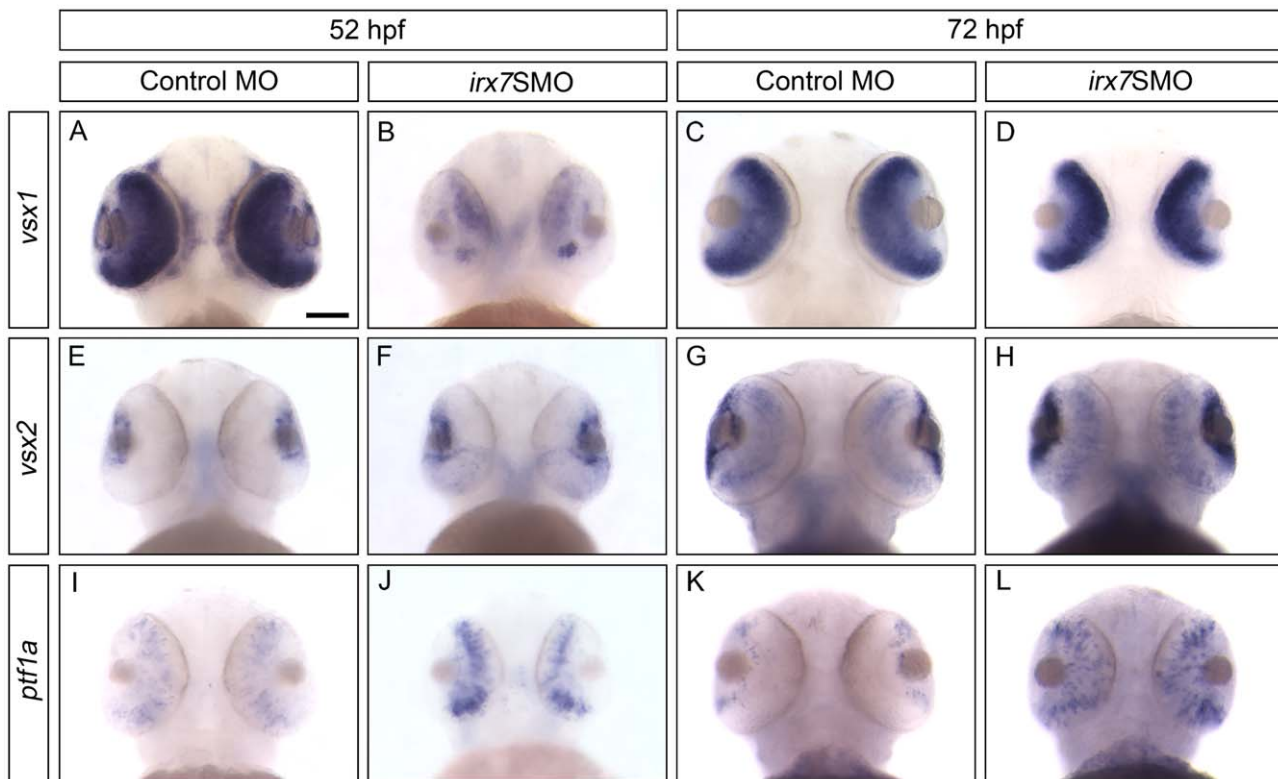 52 hpf 72 hpf
Control MO irx7SMO Control MO irx7SMO
vsx1 A B C D
vsx2 E F G H
ptf1a I J K L